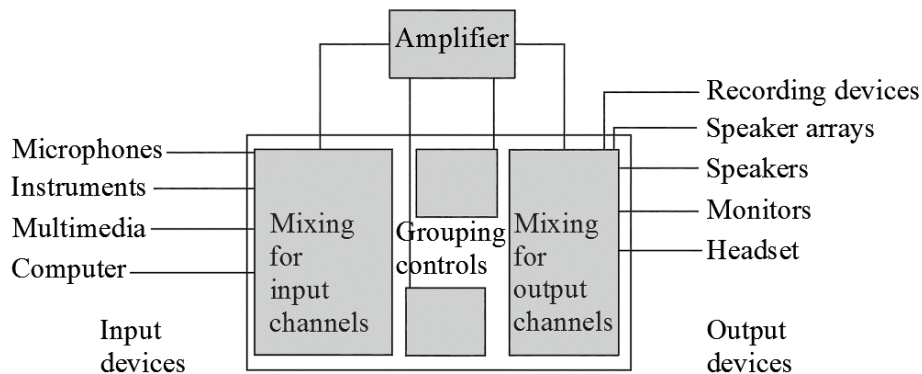 Amplifier
Microphones
Instruments
Multimedia
Computer
Input
devices
Mixing
for
input
channels
Grouping
controls
Mixing
for
output
channels
Recording devices
Speaker arrays
Speakers
Monitors
Headset
Output
devices